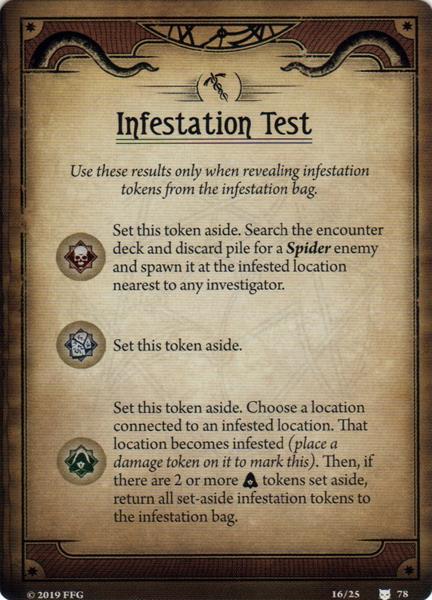 Infestation Test
Use these results only when revealing infestation
tokens from the infestation bag.
Set this token aside. Search the encounter
deck and discard pile for a Spider enemy
and spawn it at the infested location
nearest to any investigator.
Set this token aside.
Set this token aside. Choose a location
connected to an infested location. That
location becomes infested (place a
damage token on it to mark this). Then, if
there are 2 or more tokens set aside,
return all set-aside infestation tokens to
the infestation bag.
© 2019 FFG
16/25
78